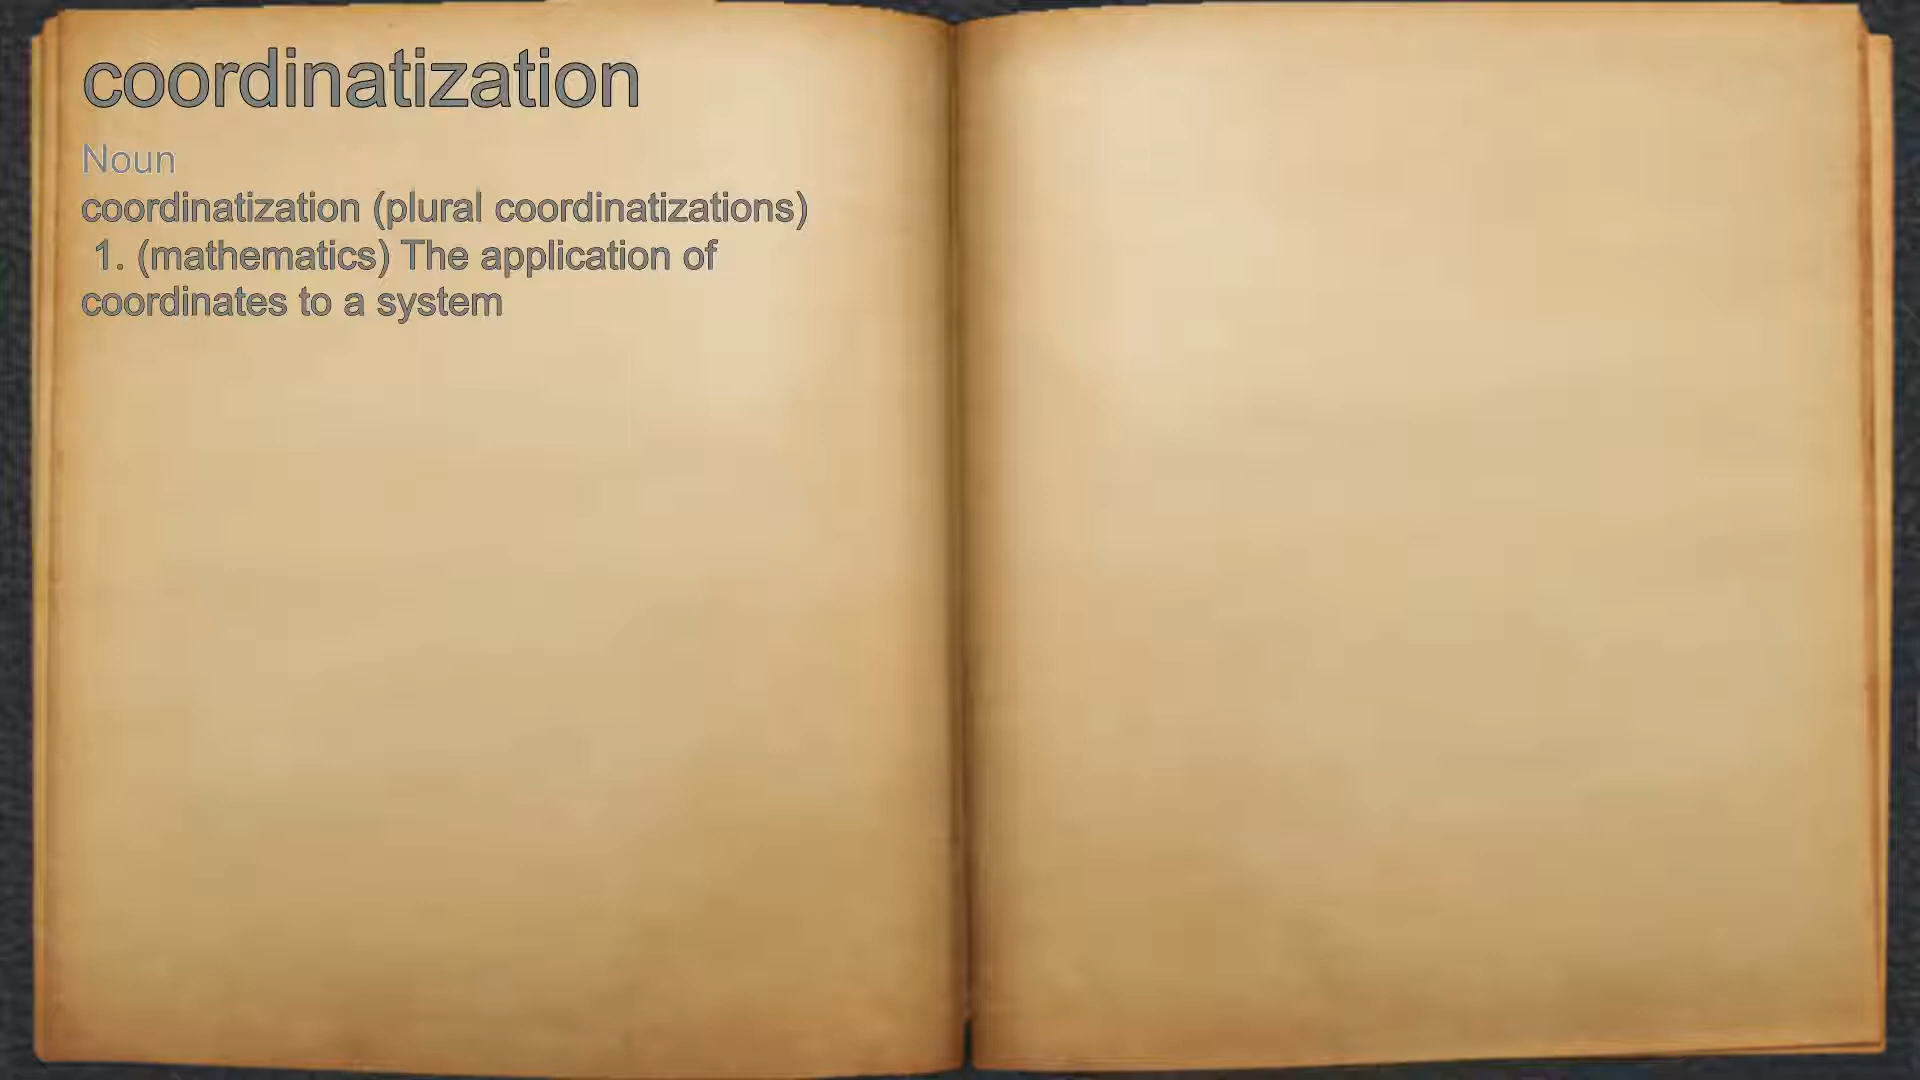 coordinatization
Noun
coordinatization (plural coordinatizations)
1. (mathematics) The application of
coordinates to a system